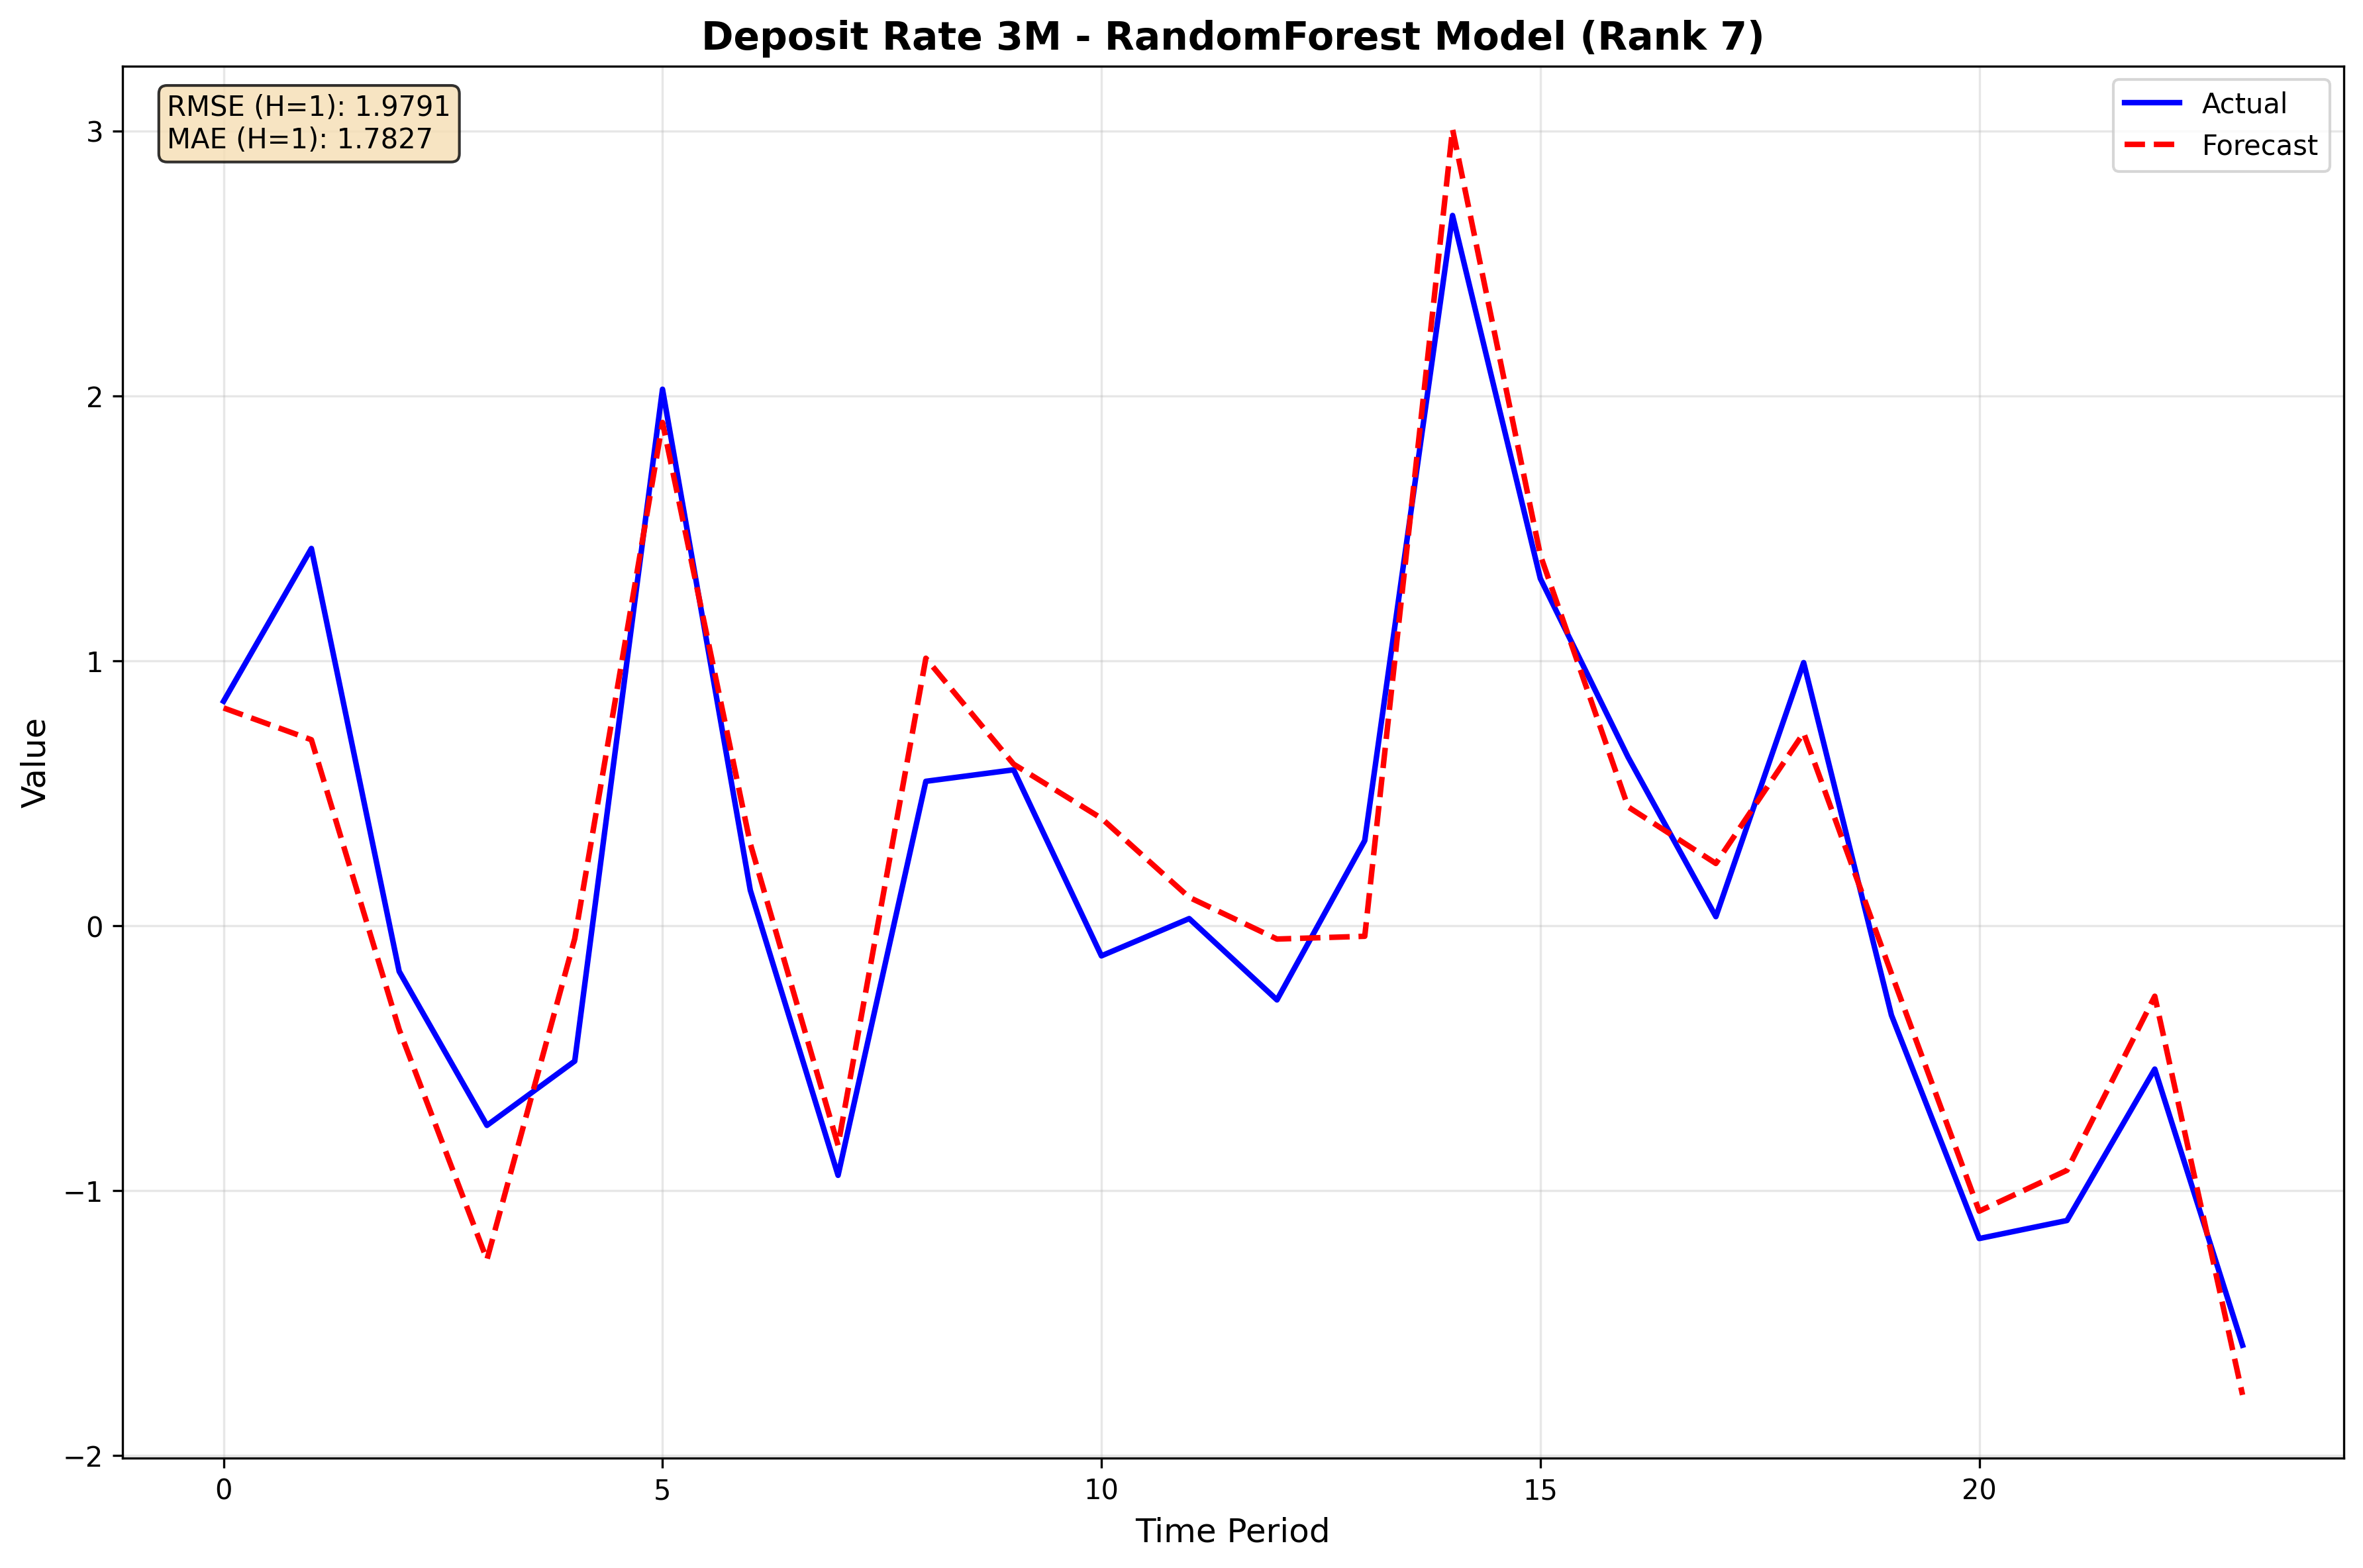 Deposit Rate 3M - RandomForest Model (Rank 7)
RMSE (H=1): 1.9791
MAE (H=1): 1.7827
Actual
Forecast
3
2
1
0
−1
−2
Value
0
5
10
15
20
Time Period